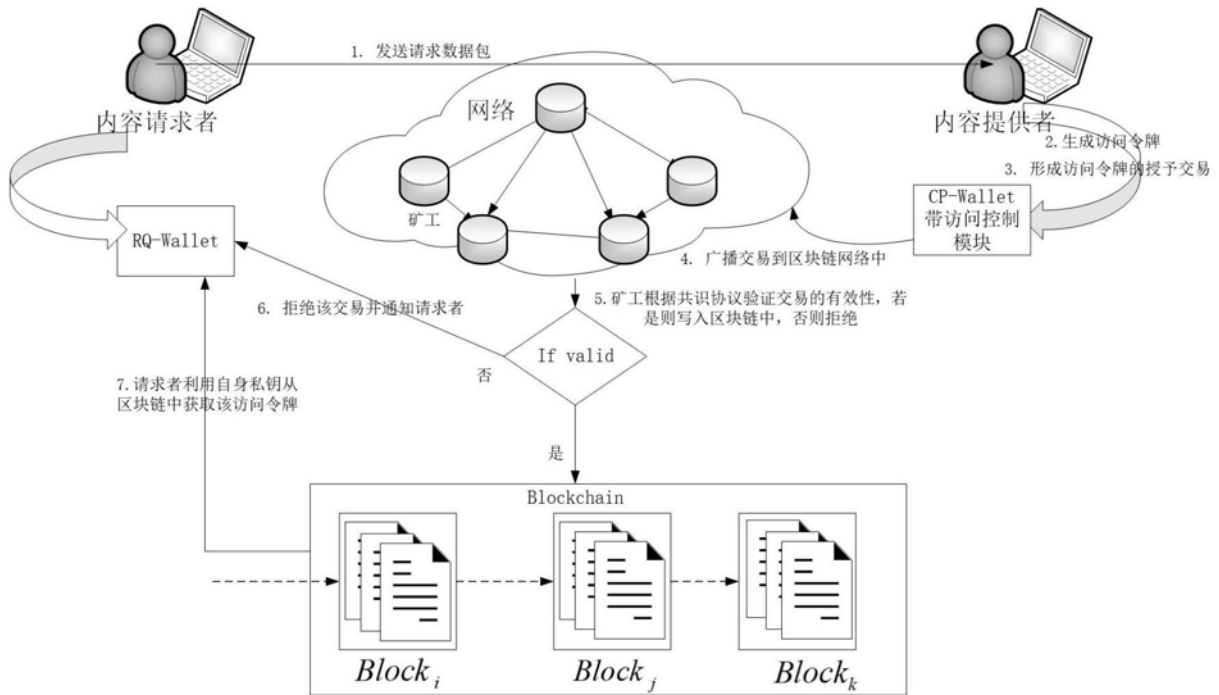 1. 发送请求数据包
内容请求者
网络
内容提供者
2.生成访问令牌
3. 形成访问令牌的授予交易
矿工
CP-Wallet
带访问控制
模块
RQ-Wallet
4. 广播交易到区块链网络中
5.矿工根据共识协议验证交易的有效性，若
是则写入区块链中，否则拒绝
6. 拒绝该交易并通知请求者
If valid
否
7.请求者利用自身私钥从
区块链中获取该访问令牌
是
Blockchain
Block i
Block j
Block k